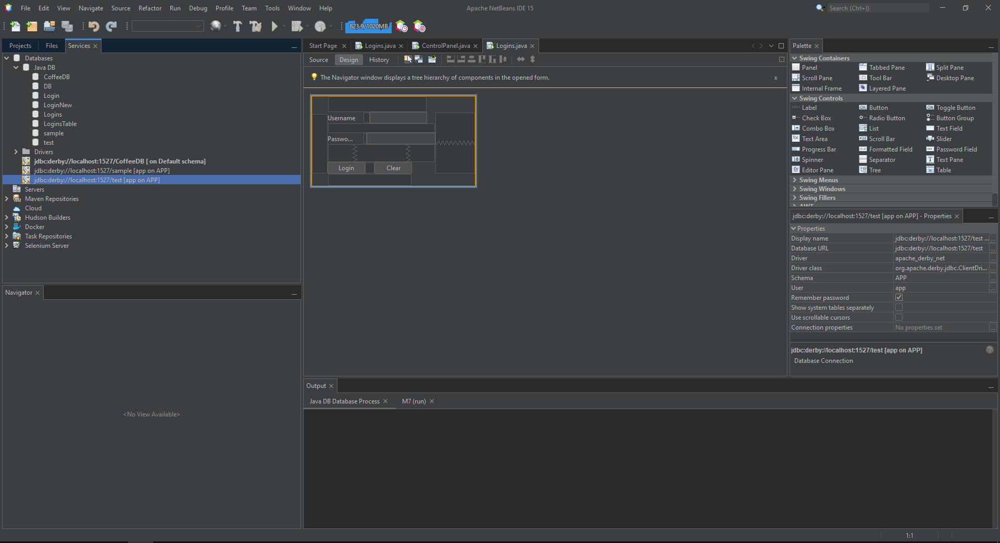 File Edit View Navigate Source Refactor Run Debug Profile Team Tools Window Help
Apache NetBeans IDE 15
Search (Ctrl+I)
823.9/1020MB
Projects Files Services
Databases
Java DB
CoffeeDB
DB
Login
LoginNew
Logins
LoginsTable
sample
test
Drivers
jdbc:derby://localhost:1527/CoffeeDB [ on Default schema]
jdbc:derby://localhost:1527/sample [app on APP]
jdbc:derby://localhost:1527/test [app on APP]
Servers
Maven Repositories
Cloud
Hudson Builders
Docker
Task Repositories
Selenium Server
Navigator
<No View Available>
Start Page Logins.java ControlPanel.java Logins.java
Source Design History
The Navigator window displays a tree hierarchy of components in the opened form.
x
Username
Passwo...
Login Clear
Palette
Swing Containers
Panel Tabbed Pane Split Pane
Scroll Pane Tool Bar Desktop Pane
Internal Frame Layered Pane
Swing Controls
Label Button Toggle Button
Check Box Radio Button Button Group
Combo Box List Text Field
Text Area Scroll Bar Slider
Progress Bar Formatted Field Password Field
Spinner Separator Text Pane
Editor Pane Tree Table
Swing Menus
Swing Windows
Swing Fillers
AWT
jdbc:derby://localhost:1527/test [app on APP] - Properties
Properties
Display name jdbc:derby://localhost:1527/test ... ...
Database URL jdbc:derby://localhost:1527/test ...
Driver apache_derby_net ...
Driver class org.apache.derby.jdbc.ClientDri... ...
Schema APP ...
User app ...
Remember password
Show system tables separately
Use scrollable cursors
Connection properties No properties set ...
jdbc:derby://localhost:1527/test [app on APP]
Database Connection
Output
Java DB Database Process M7 (run)
1:1